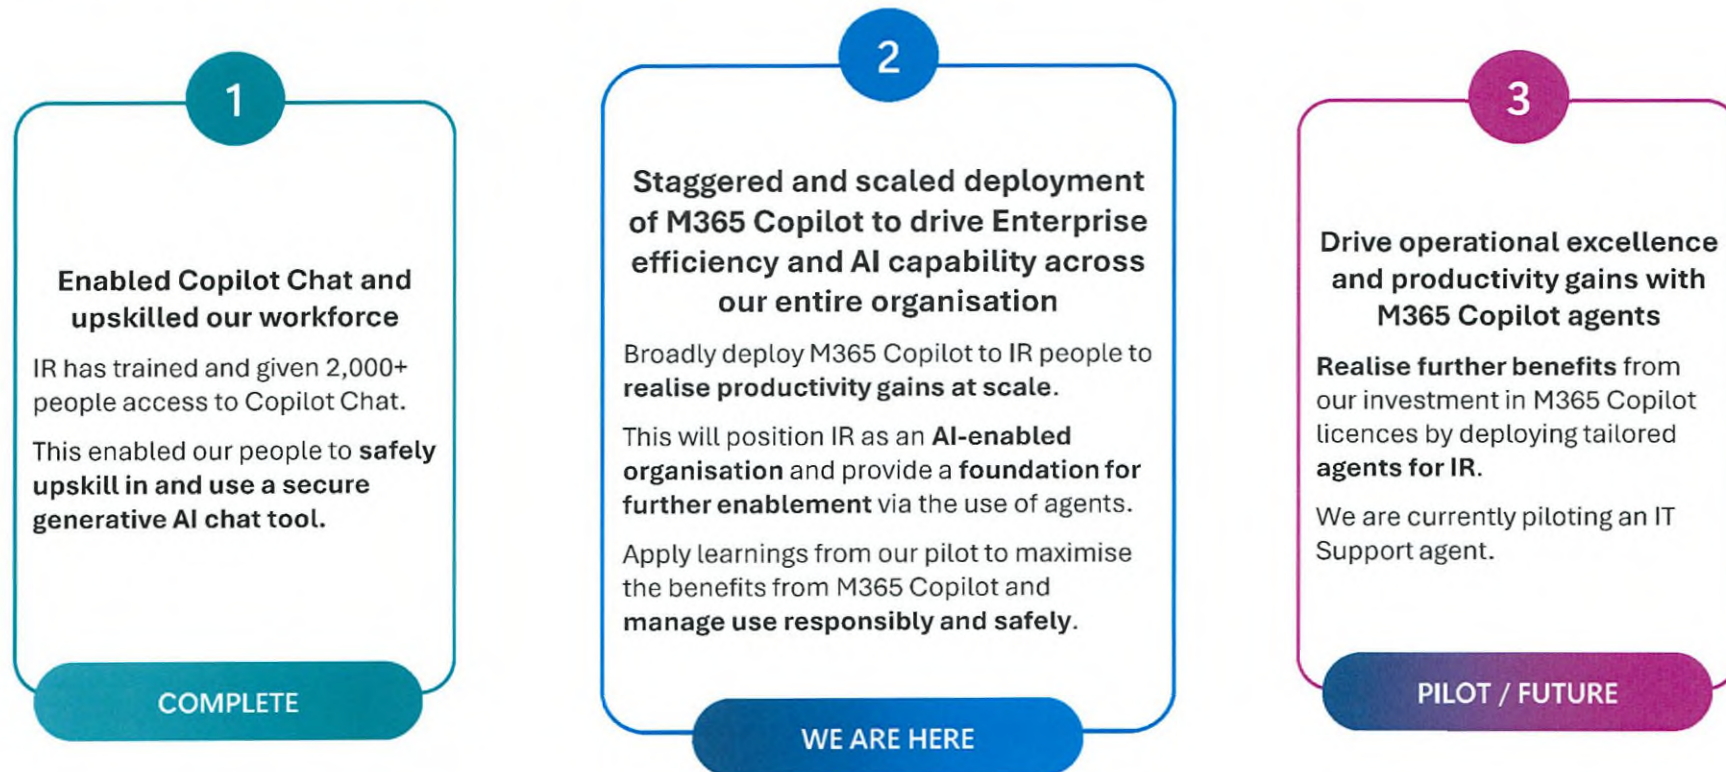 1
Enabled Copilot Chat and
upskilled our workforce
IR has trained and given 2,000+
people access to Copilot Chat.
This enabled our people to safely
upskill in and use a secure
generative AI chat tool.
COMPLETE
2
Staggered and scaled deployment
of M365 Copilot to drive Enterprise
efficiency and AI capability across
our entire organisation
Broadly deploy M365 Copilot to IR people to
realise productivity gains at scale.
This will position IR as an AI-enabled
organisation and provide a foundation for
further enablement via the use of agents.
Apply learnings from our pilot to maximise
the benefits from M365 Copilot and
manage use responsibly and safely.
WE ARE HERE
3
Drive operational excellence
and productivity gains with
M365 Copilot agents
Realise further benefits from
our investment in M365 Copilot
licences by deploying tailored
agents for IR.
We are currently piloting an IT
Support agent.
PILOT / FUTURE